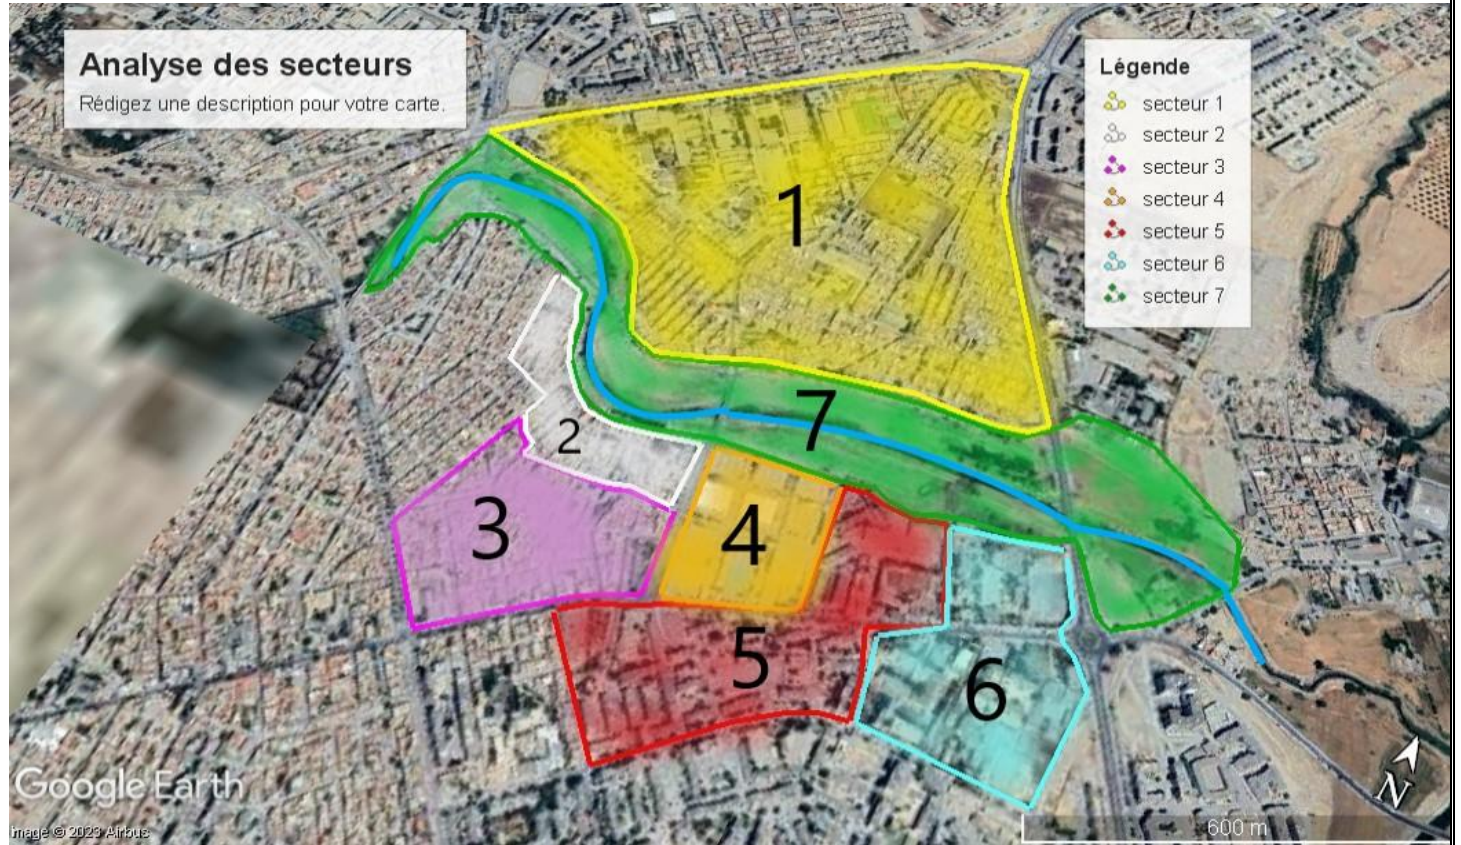 Analyse des secteurs
Rédigez une description pour votre carte.
Légende
secteur 1
secteur 2
secteur 3
secteur 4
secteur 5
secteur 6
secteur 7
1
7
2
3
4
5
6
N
Google Earth
Image © 2023 Airbus
600 m